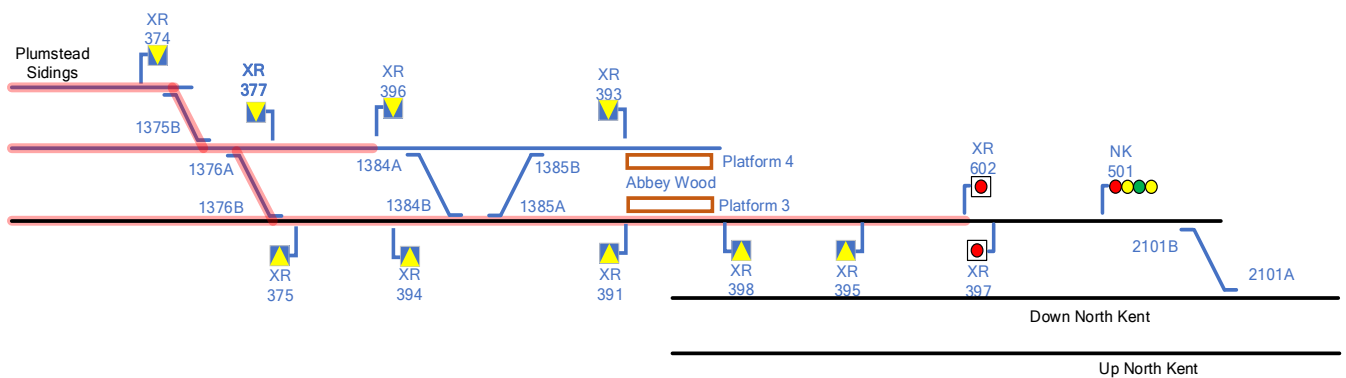 XR
374
Plumstead
Sidings
XR
377
XR
396
XR
393
1375B
1376A
1384A
1385B
Platform 4
XR
602
NK
501
Abbey Wood
1376B
1384B
1385A
Platform 3
2101B
2101A
XR
375
XR
394
XR
391
XR
398
XR
395
XR
397
Down North Kent
Up North Kent